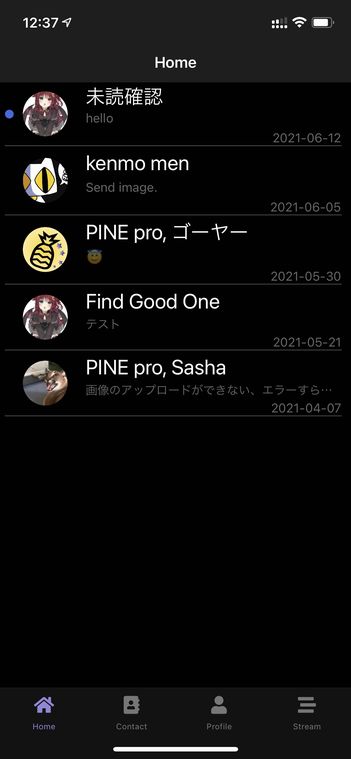 12:37
Home
未読確認
hello
2021-06-12
kenmo men
Send image.
2021-06-05
PINE pro, ゴーヤー
😇
2021-05-30
Find Good One
テスト
2021-05-21
PINE pro, Sasha
画像のアップロードができない、エラーすら…
2021-04-07
Home
Contact
Profile
Stream